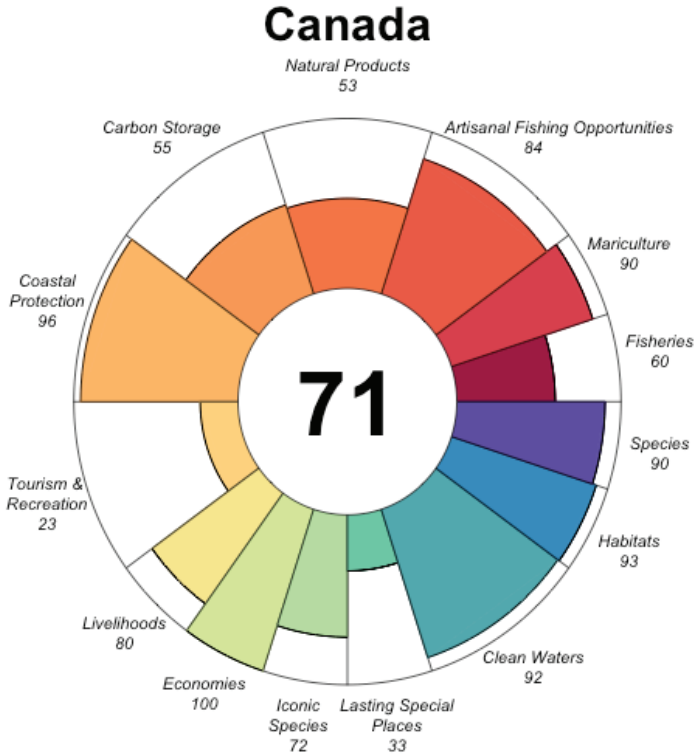 Canada
Natural Products
53
Carbon Storage
55
Artisanal Fishing Opportunities
84
Mariculture
90
Coastal
Protection
96
Fisheries
60
71
Species
90
Tourism &
Recreation
23
Habitats
93
Livelihoods
80
Clean Waters
92
Economies
100
Iconic
Species
72
Lasting Special
Places
33